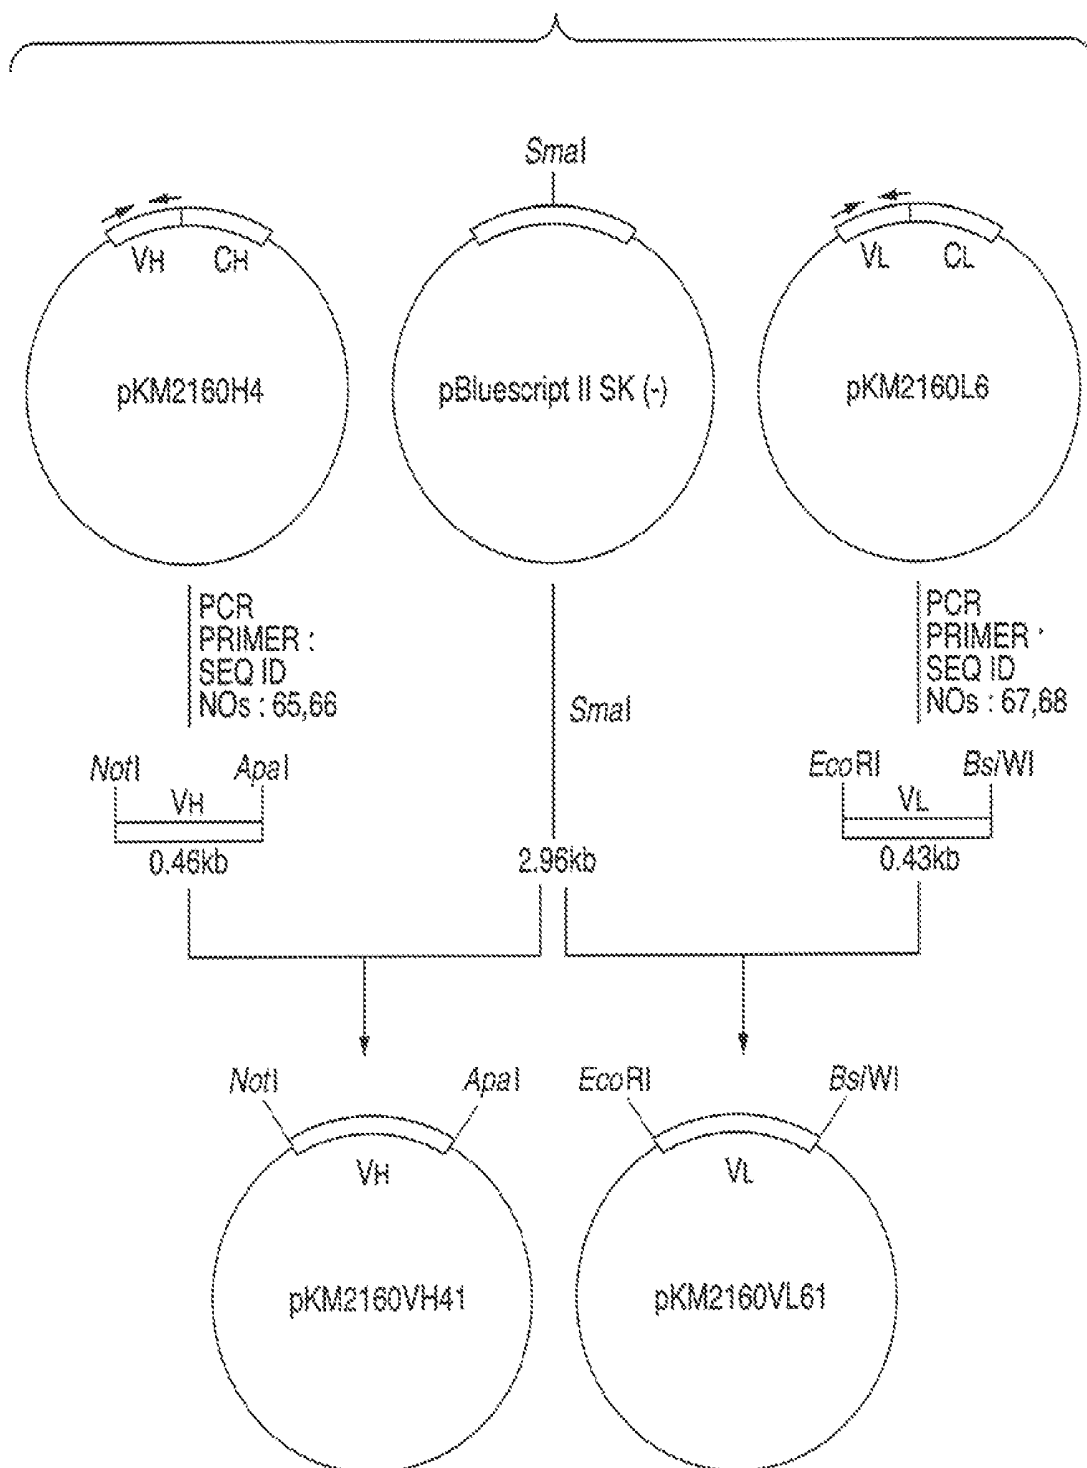 SmaI
VH CH
VL CL
pKM2160H4
pBluescript II SK (-)
pKM2160L6
PCR
PRIMER :
SEQ ID
NOs : 65,66
SmaI
PCR
PRIMER :
SEQ ID
NOs : 67,68
NotI
ApaI
VH
0.46kb
2.96kb
EcoRI
BsiWI
VL
0.43kb
NotI
ApaI
VH
pKM2160VH41
EcoRI
BsiWI
VL
pKM2160VL61